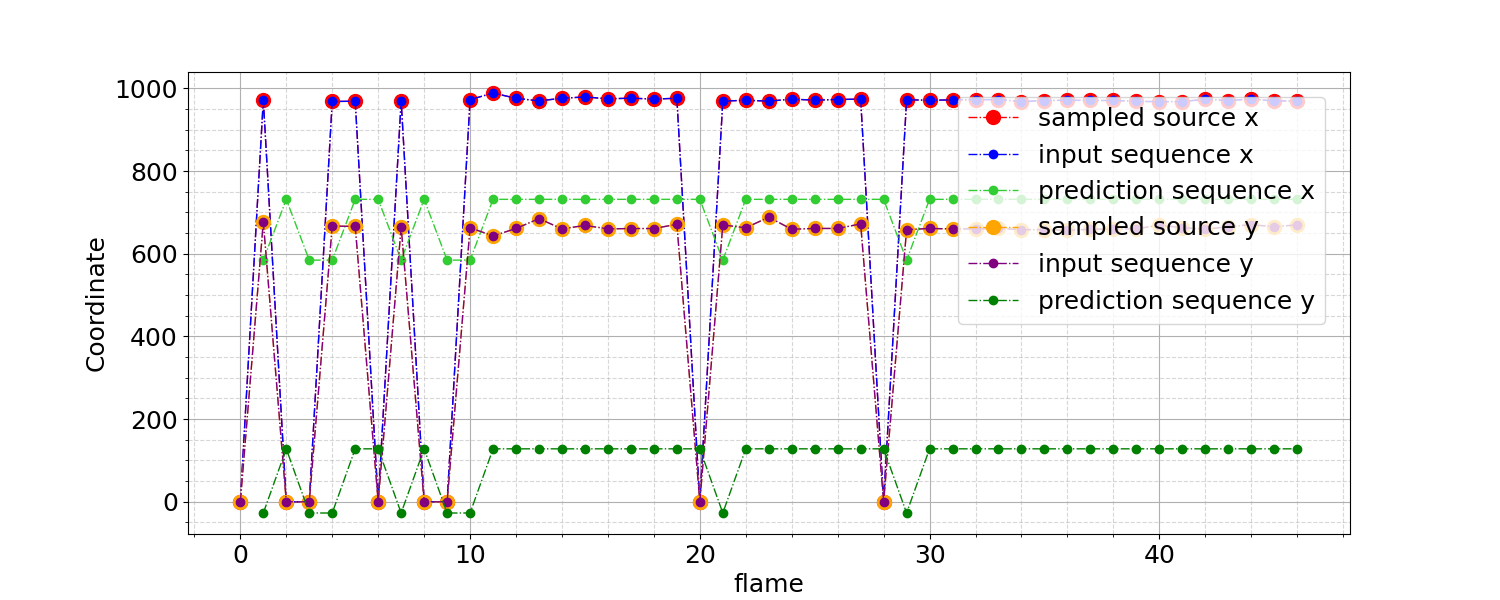 1000
800
600
400
200
0
Coordinate
sampled source x
input sequence x
prediction sequence x
sampled source y
input sequence y
prediction sequence y
0 10 20 30 40
flame